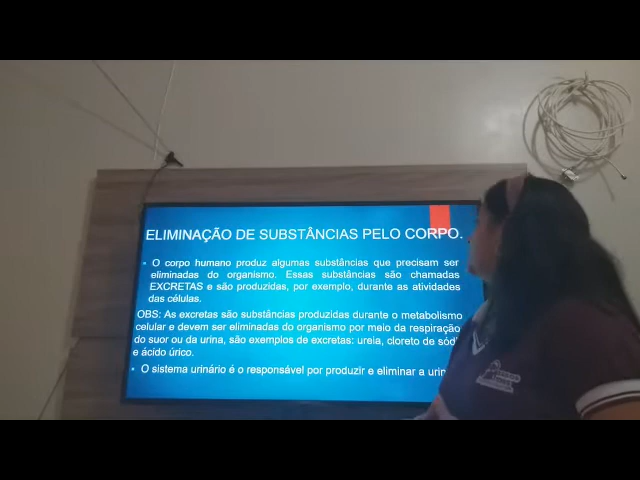 ELIMINAÇÃO DE SUBSTÂNCIAS PELO CORPO.
O corpo humano produz algumas substâncias que precisam ser
eliminadas do organismo. Essas substâncias são chamadas
EXCRETAS e são produzidas, por exemplo, durante as atividades
das células.
OBS: As excretas são substâncias produzidas durante o metabolismo
celular e devem ser eliminadas do organismo por meio da respiração
do suor ou da urina, são exemplos de excretas: ureia, cloreto de sódi
e ácido úrico.
O sistema urinário é o responsável por produzir e eliminar a urin